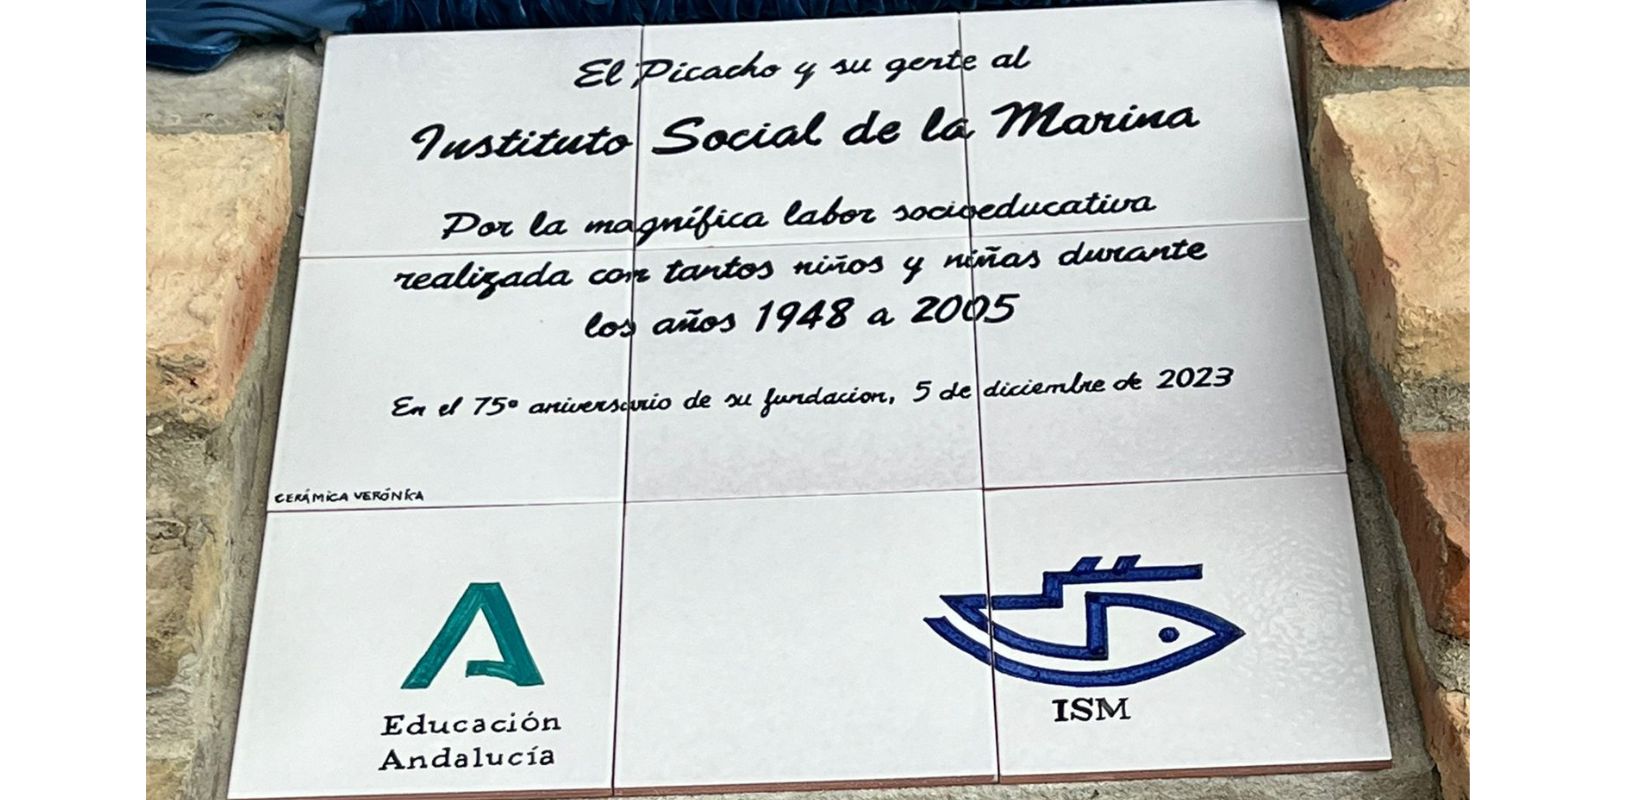 El Picacho y su gente al
Instituto Social de la Marina
Por la magnífica labor socioeducativa
realizada con tantos niños y niñas durante
los años 1948 a 2005
En el 75º aniversario de su fundacion, 5 de diciembre de 2023
CERÁMICA VERÓNICA
Educación
Andalucía
ISM